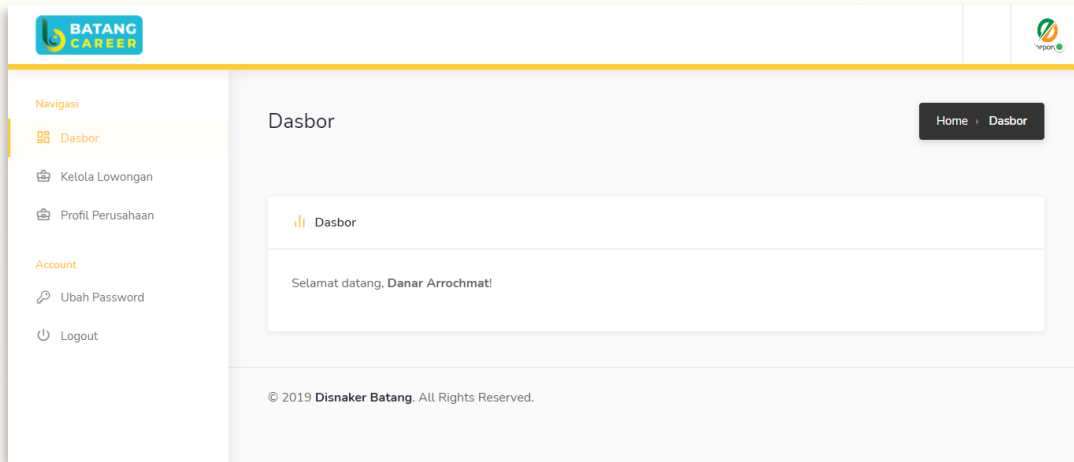 BATANG
CAREER
Navigasi
Dasbor
Kelola Lowongan
Profil Perusahaan
Account
Ubah Password
Logout
Dasbor
Home Dasbor
Dasbor
Selamat datang, Danar Arrochmat!
© 2019 Disnaker Batang. All Rights Reserved.